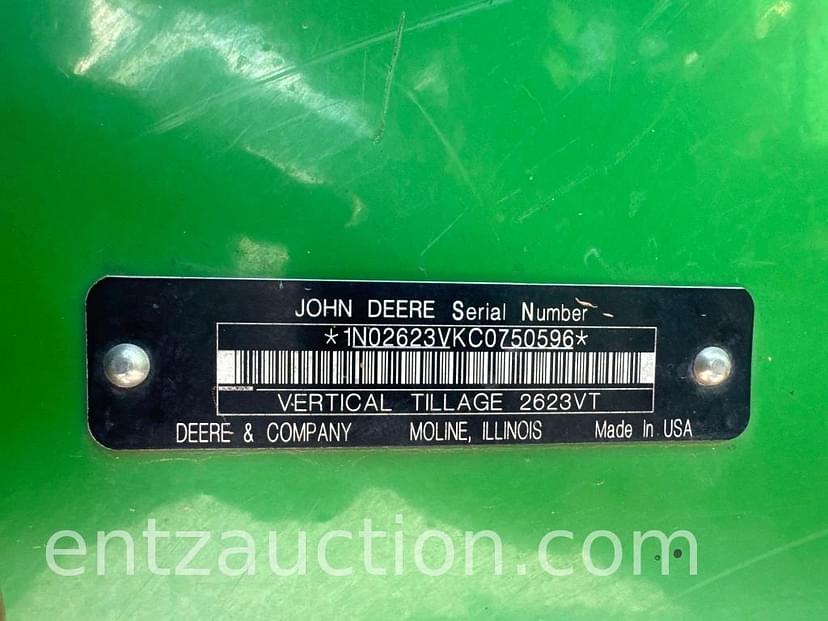 JOHN DEERE Serial Number
*1N02623VKC0750596*
VERTICAL TILLAGE 2623VT
DEERE & COMPANY MOLINE, ILLINOIS Made In USA
entzauction.com